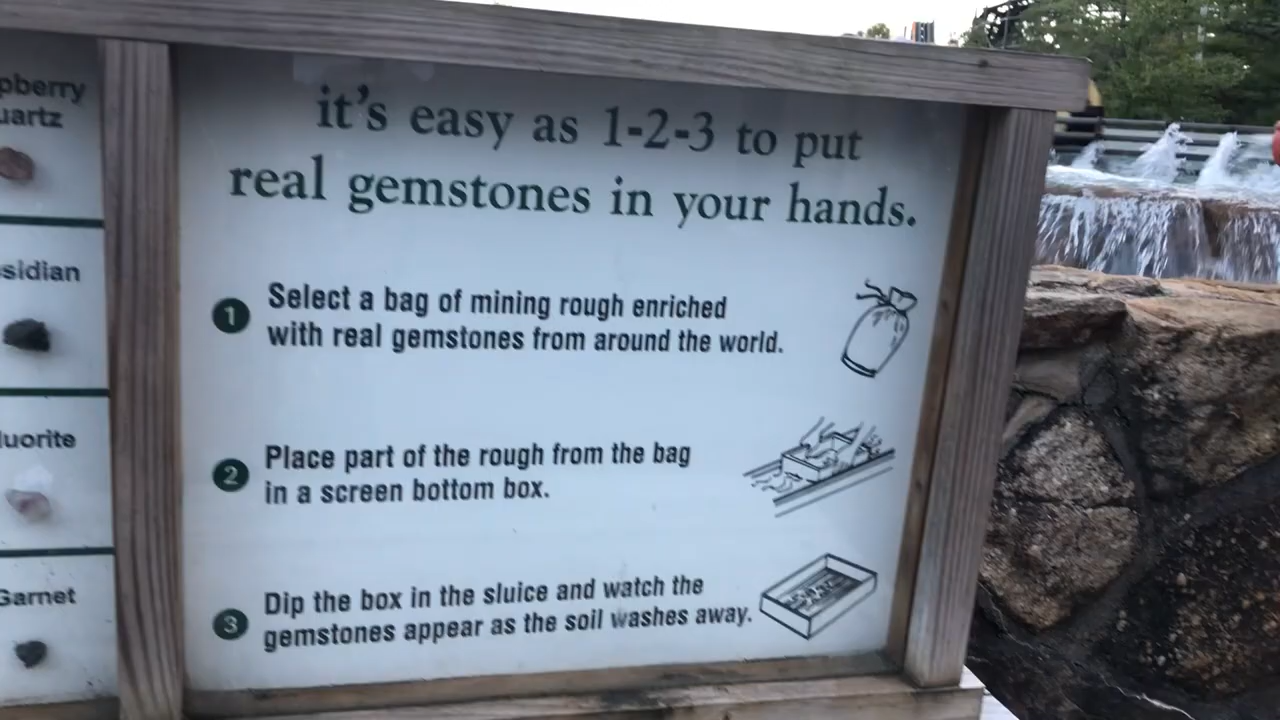 it's easy as 1-2-3 to put
real gemstones in your hands.
1 Select a bag of mining rough enriched
with real gemstones from around the world.
2 Place part of the rough from the bag
in a screen bottom box.
3 Dip the box in the sluice and watch the
gemstones appear as the soil washes away.
pberry
uartz
sidian
luorite
Garnet